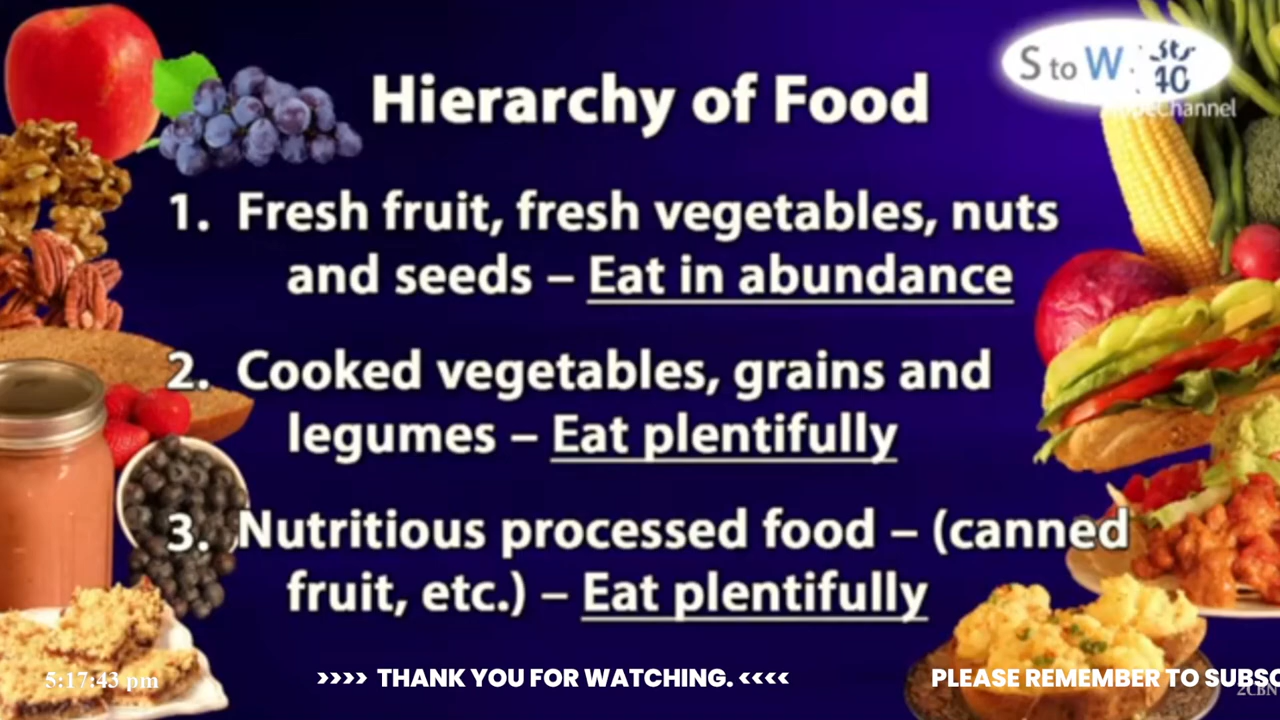 S to W
Hierarchy of Food
1. Fresh fruit, fresh vegetables, nuts
and seeds – Eat in abundance
2. Cooked vegetables, grains and
legumes – Eat plentifully
3. Nutritious processed food – (canned
fruit, etc.) – Eat plentifully
5:17:43 pm
>>>> THANK YOU FOR WATCHING. <<<<
PLEASE REMEMBER TO SUBSC
2CBN